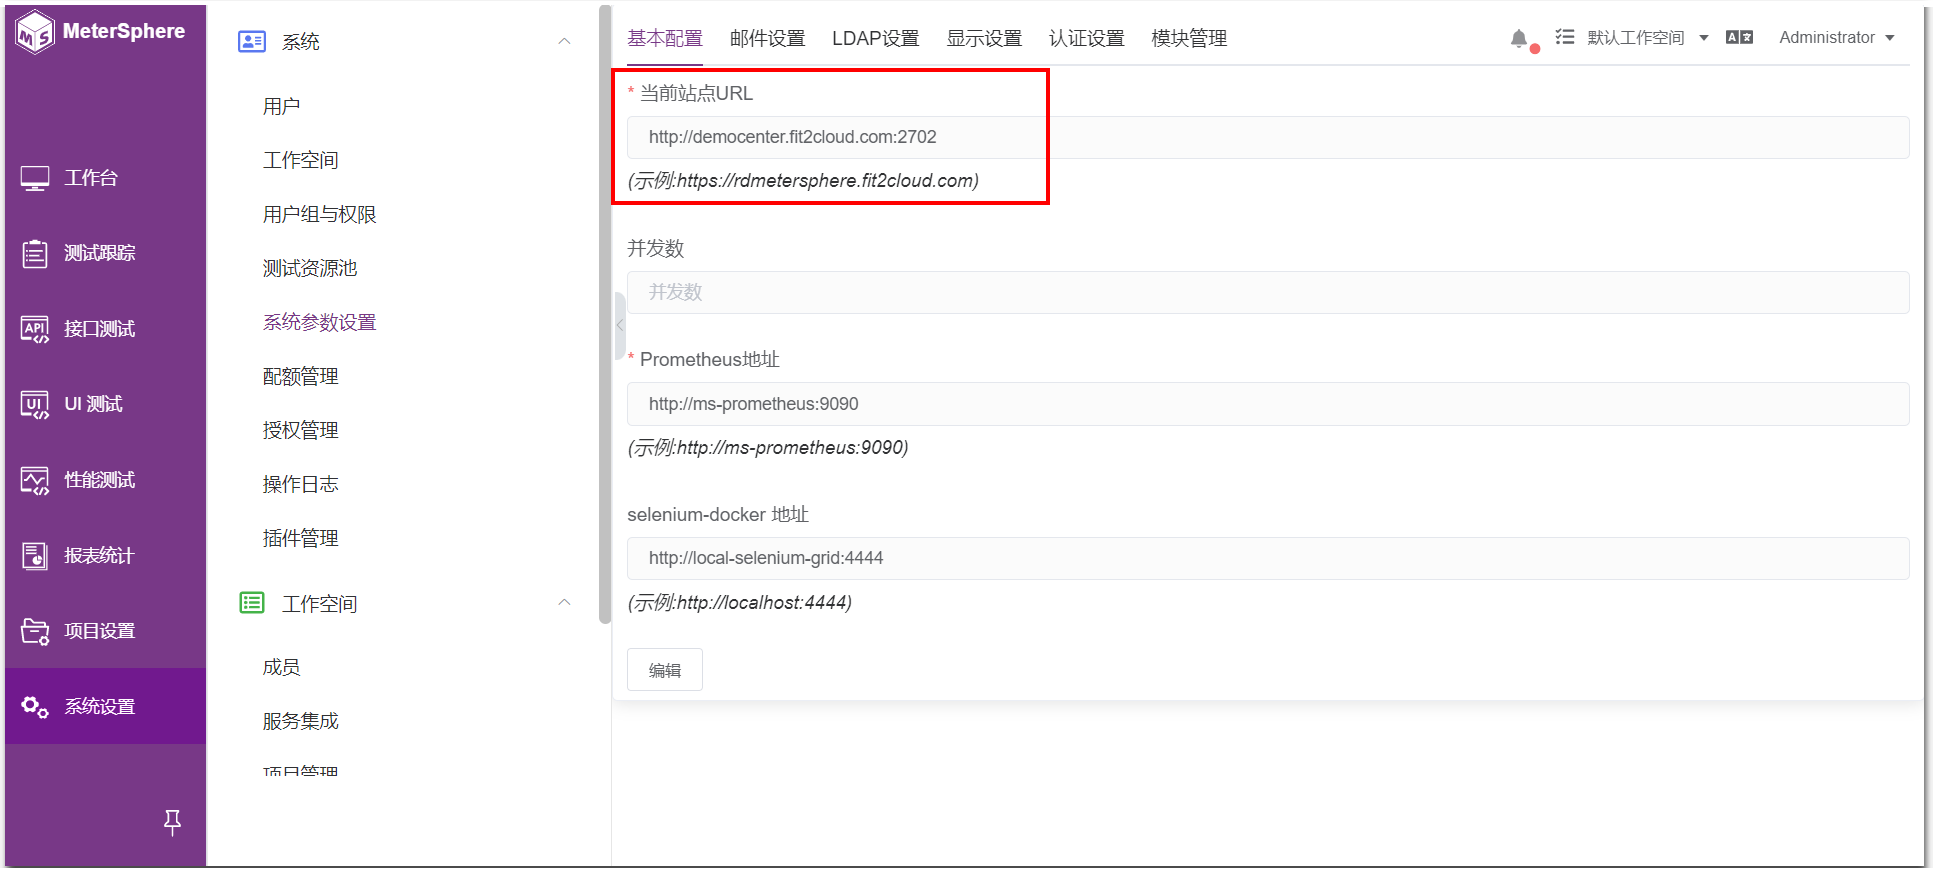 MeterSphere
工作台
测试跟踪
接口测试
UI 测试
性能测试
报表统计
项目设置
系统设置
系统
用户
工作空间
用户组与权限
测试资源池
系统参数设置
配额管理
授权管理
操作日志
插件管理
工作空间
成员
服务集成
项目管理
基本配置 邮件设置 LDAP设置 显示设置 认证设置 模块管理
默认工作空间 Administrator
* 当前站点URL
http://democenter.fit2cloud.com:2702
(示例:https://rdmetersphere.fit2cloud.com)
并发数
并发数
* Prometheus地址
http://ms-prometheus:9090
(示例:http://ms-prometheus:9090)
selenium-docker 地址
http://local-selenium-grid:4444
(示例:http://localhost:4444)
编辑